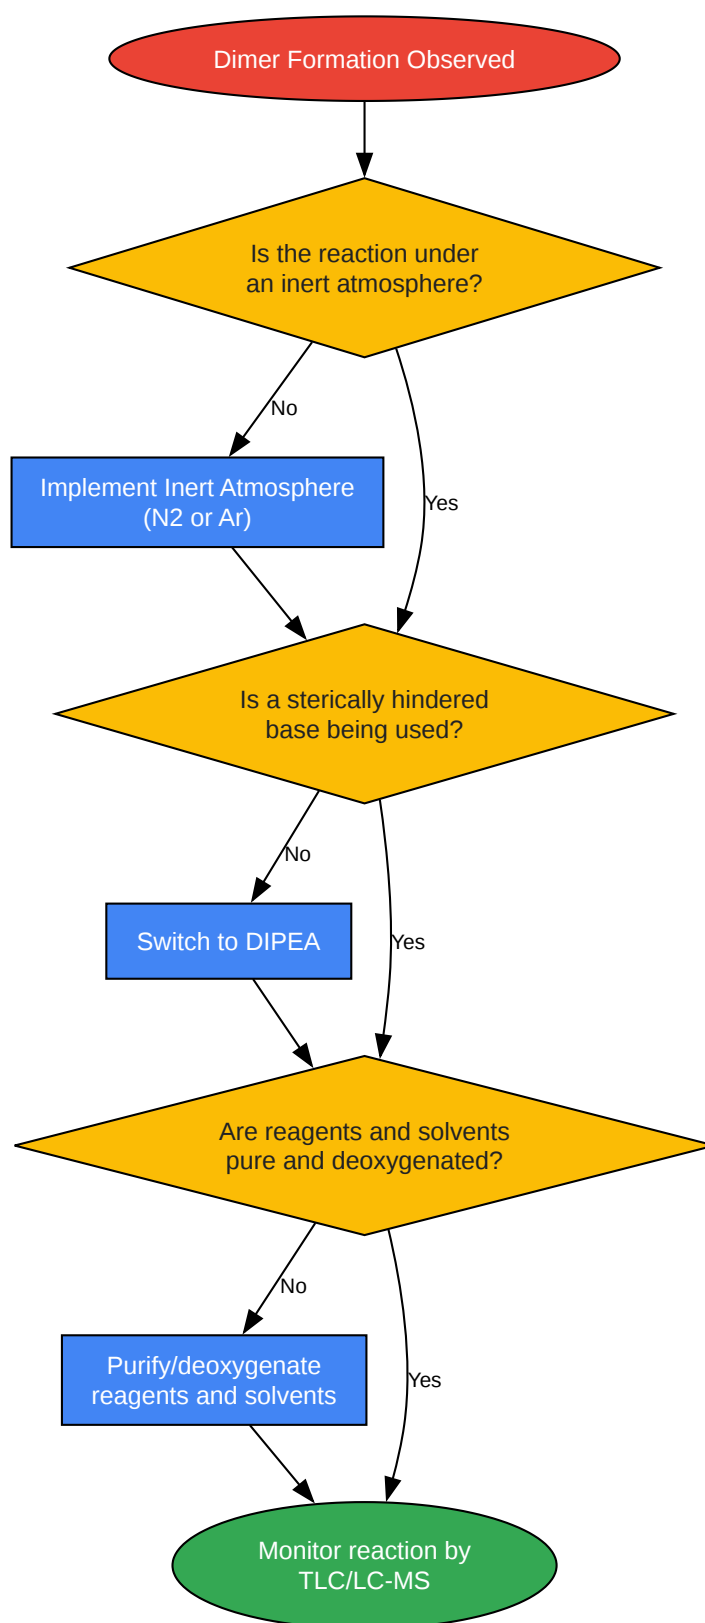 Dimer Formation Observed
Is the reaction under
an inert atmosphere?
No
Implement Inert Atmosphere
(N2 or Ar)
Yes
Is a sterically hindered
base being used?
No
Switch to DIPEA
Yes
Are reagents and solvents
pure and deoxygenated?
No
Purify/deoxygenate
reagents and solvents
Yes
Monitor reaction by
TLC/LC-MS